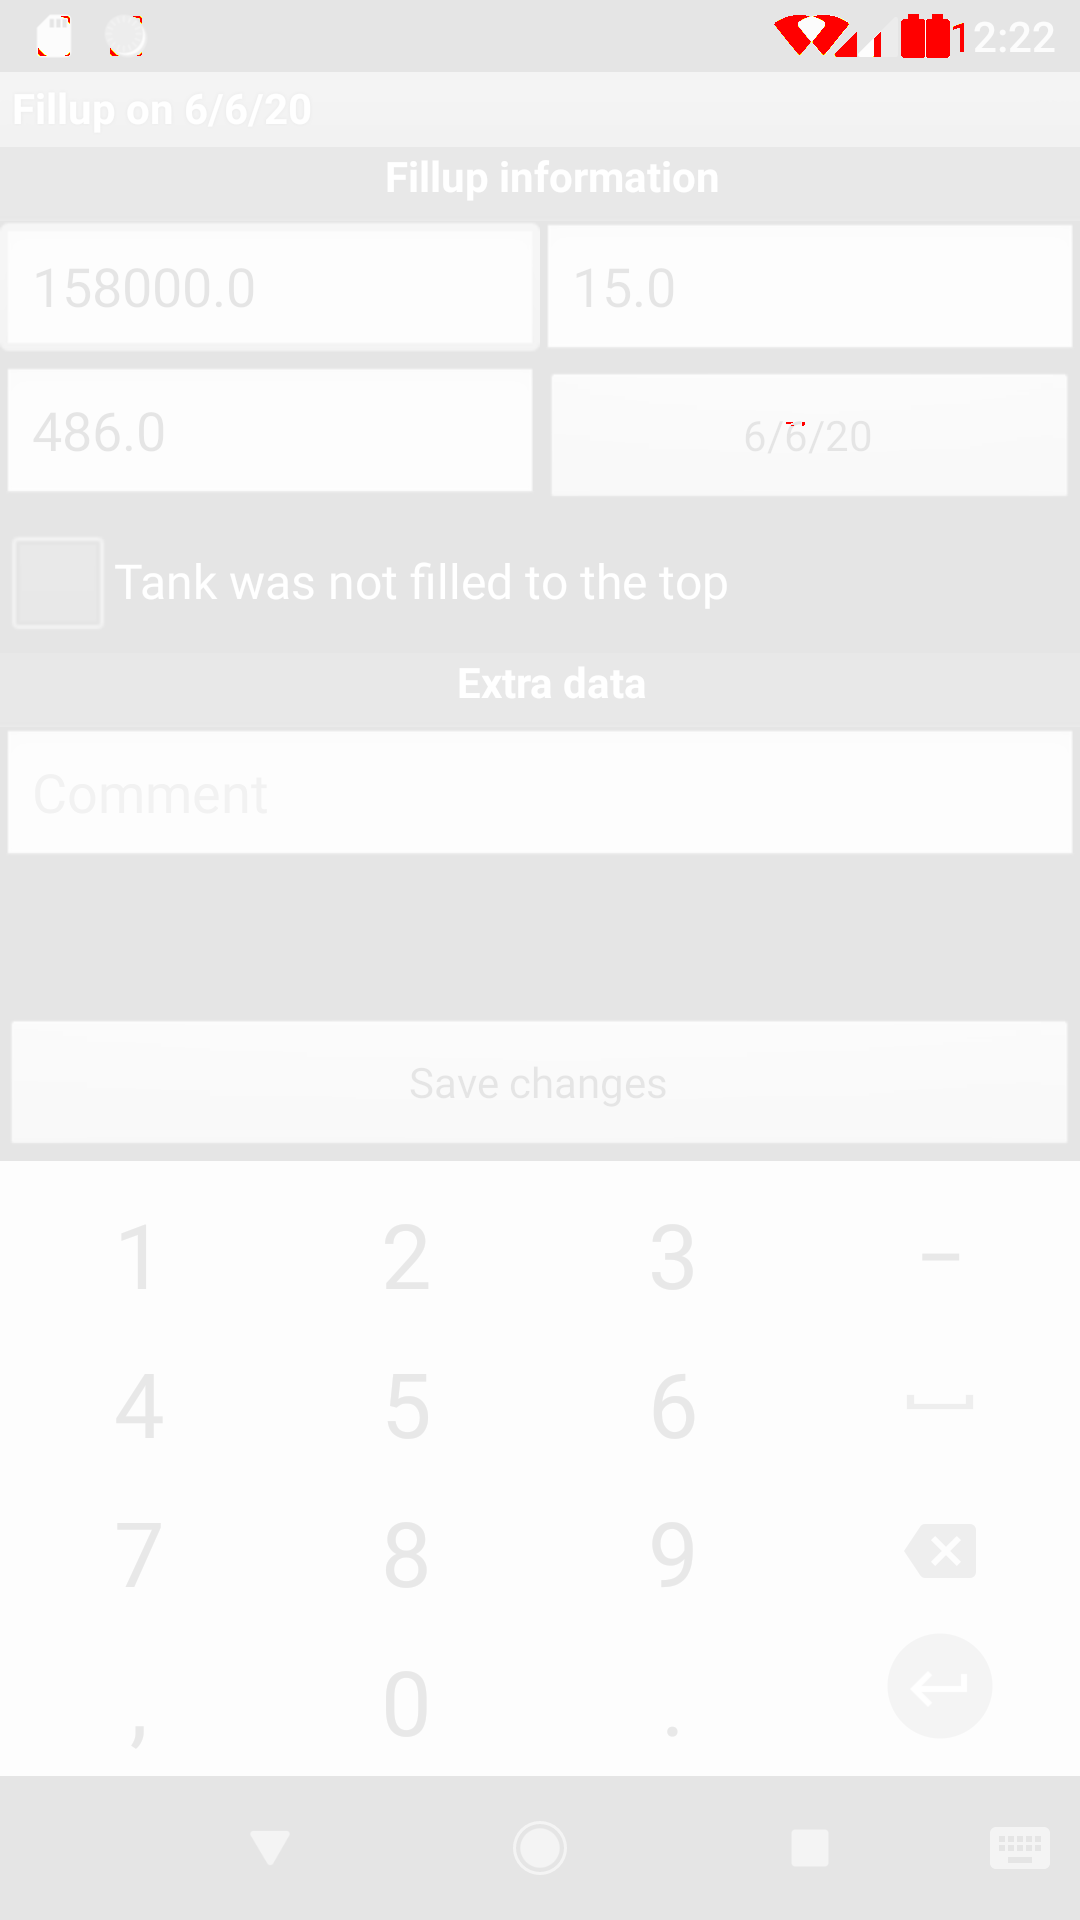 12:22
Fillup on 6/6/20
Fillup information
158000.0 15.0
486.0 6/6/20
Tank was not filled to the top
Extra data
Comment
Save changes
1 2 3 –
4 5 6
7 8 9
, 0 .